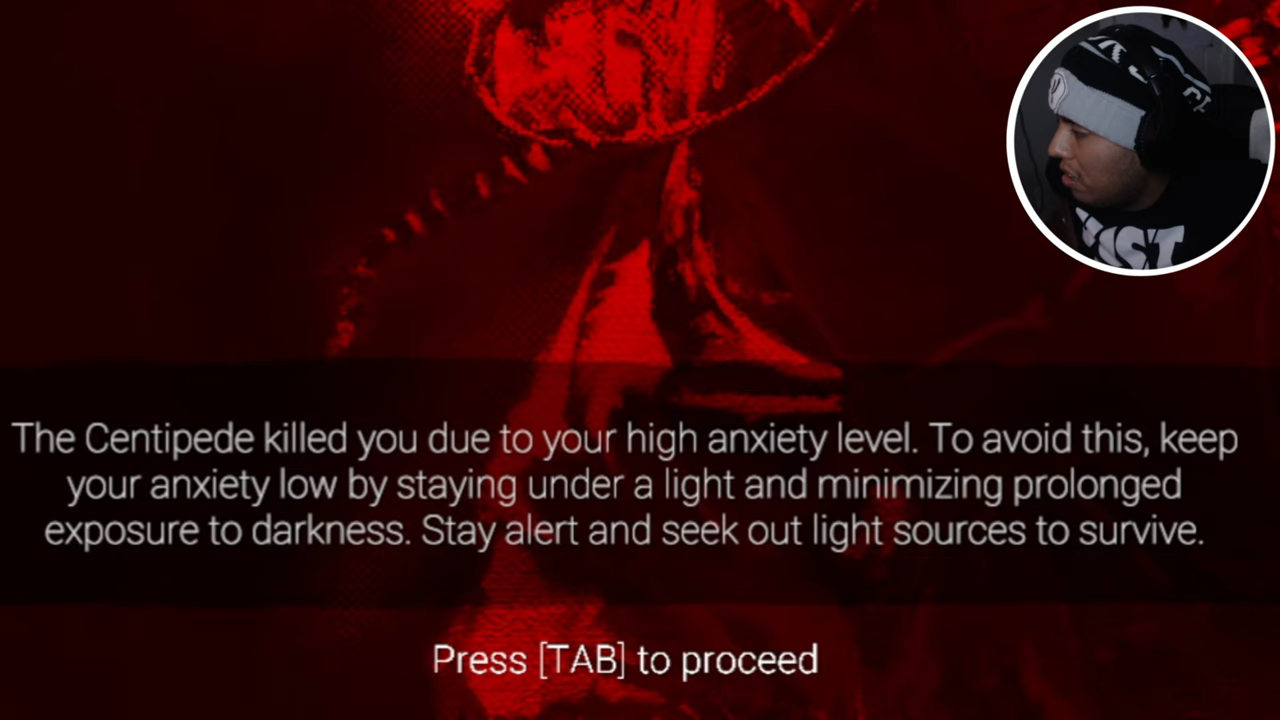 The Centipede killed you due to your high anxiety level. To avoid this, keep
your anxiety low by staying under a light and minimizing prolonged
exposure to darkness. Stay alert and seek out light sources to survive.
Press [TAB] to proceed